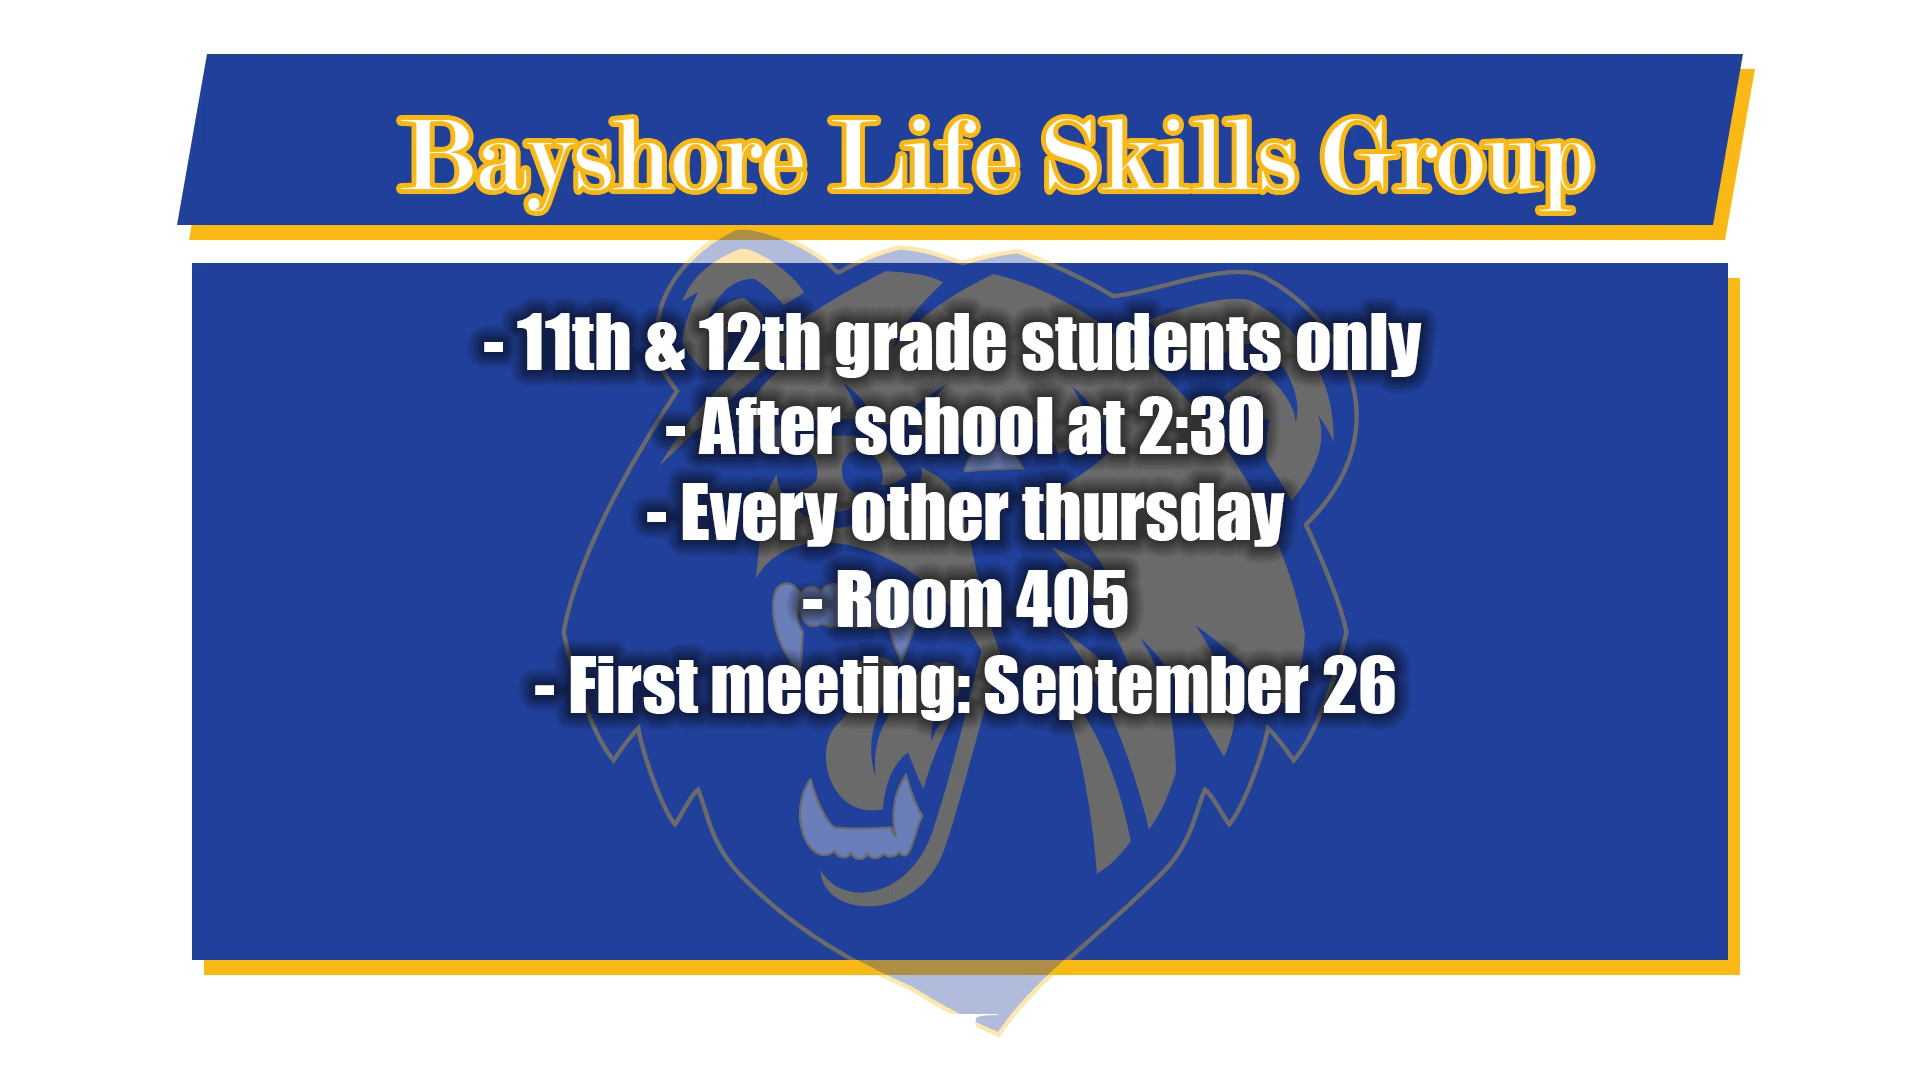 Bayshore Life Skills Group
- 11th & 12th grade students only
- After school at 2:30
- Every other thursday
- Room 405
- First meeting: September 26